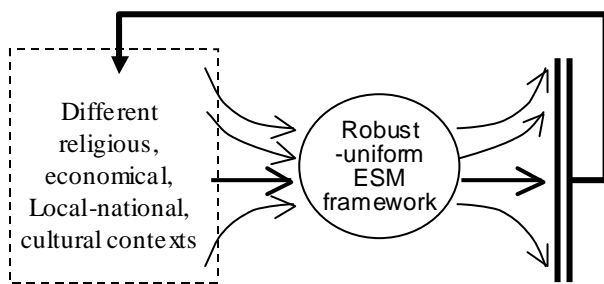 Different
religious,
economical,
Local-national,
cultural contexts
Robust
-uniform
ESM
framework